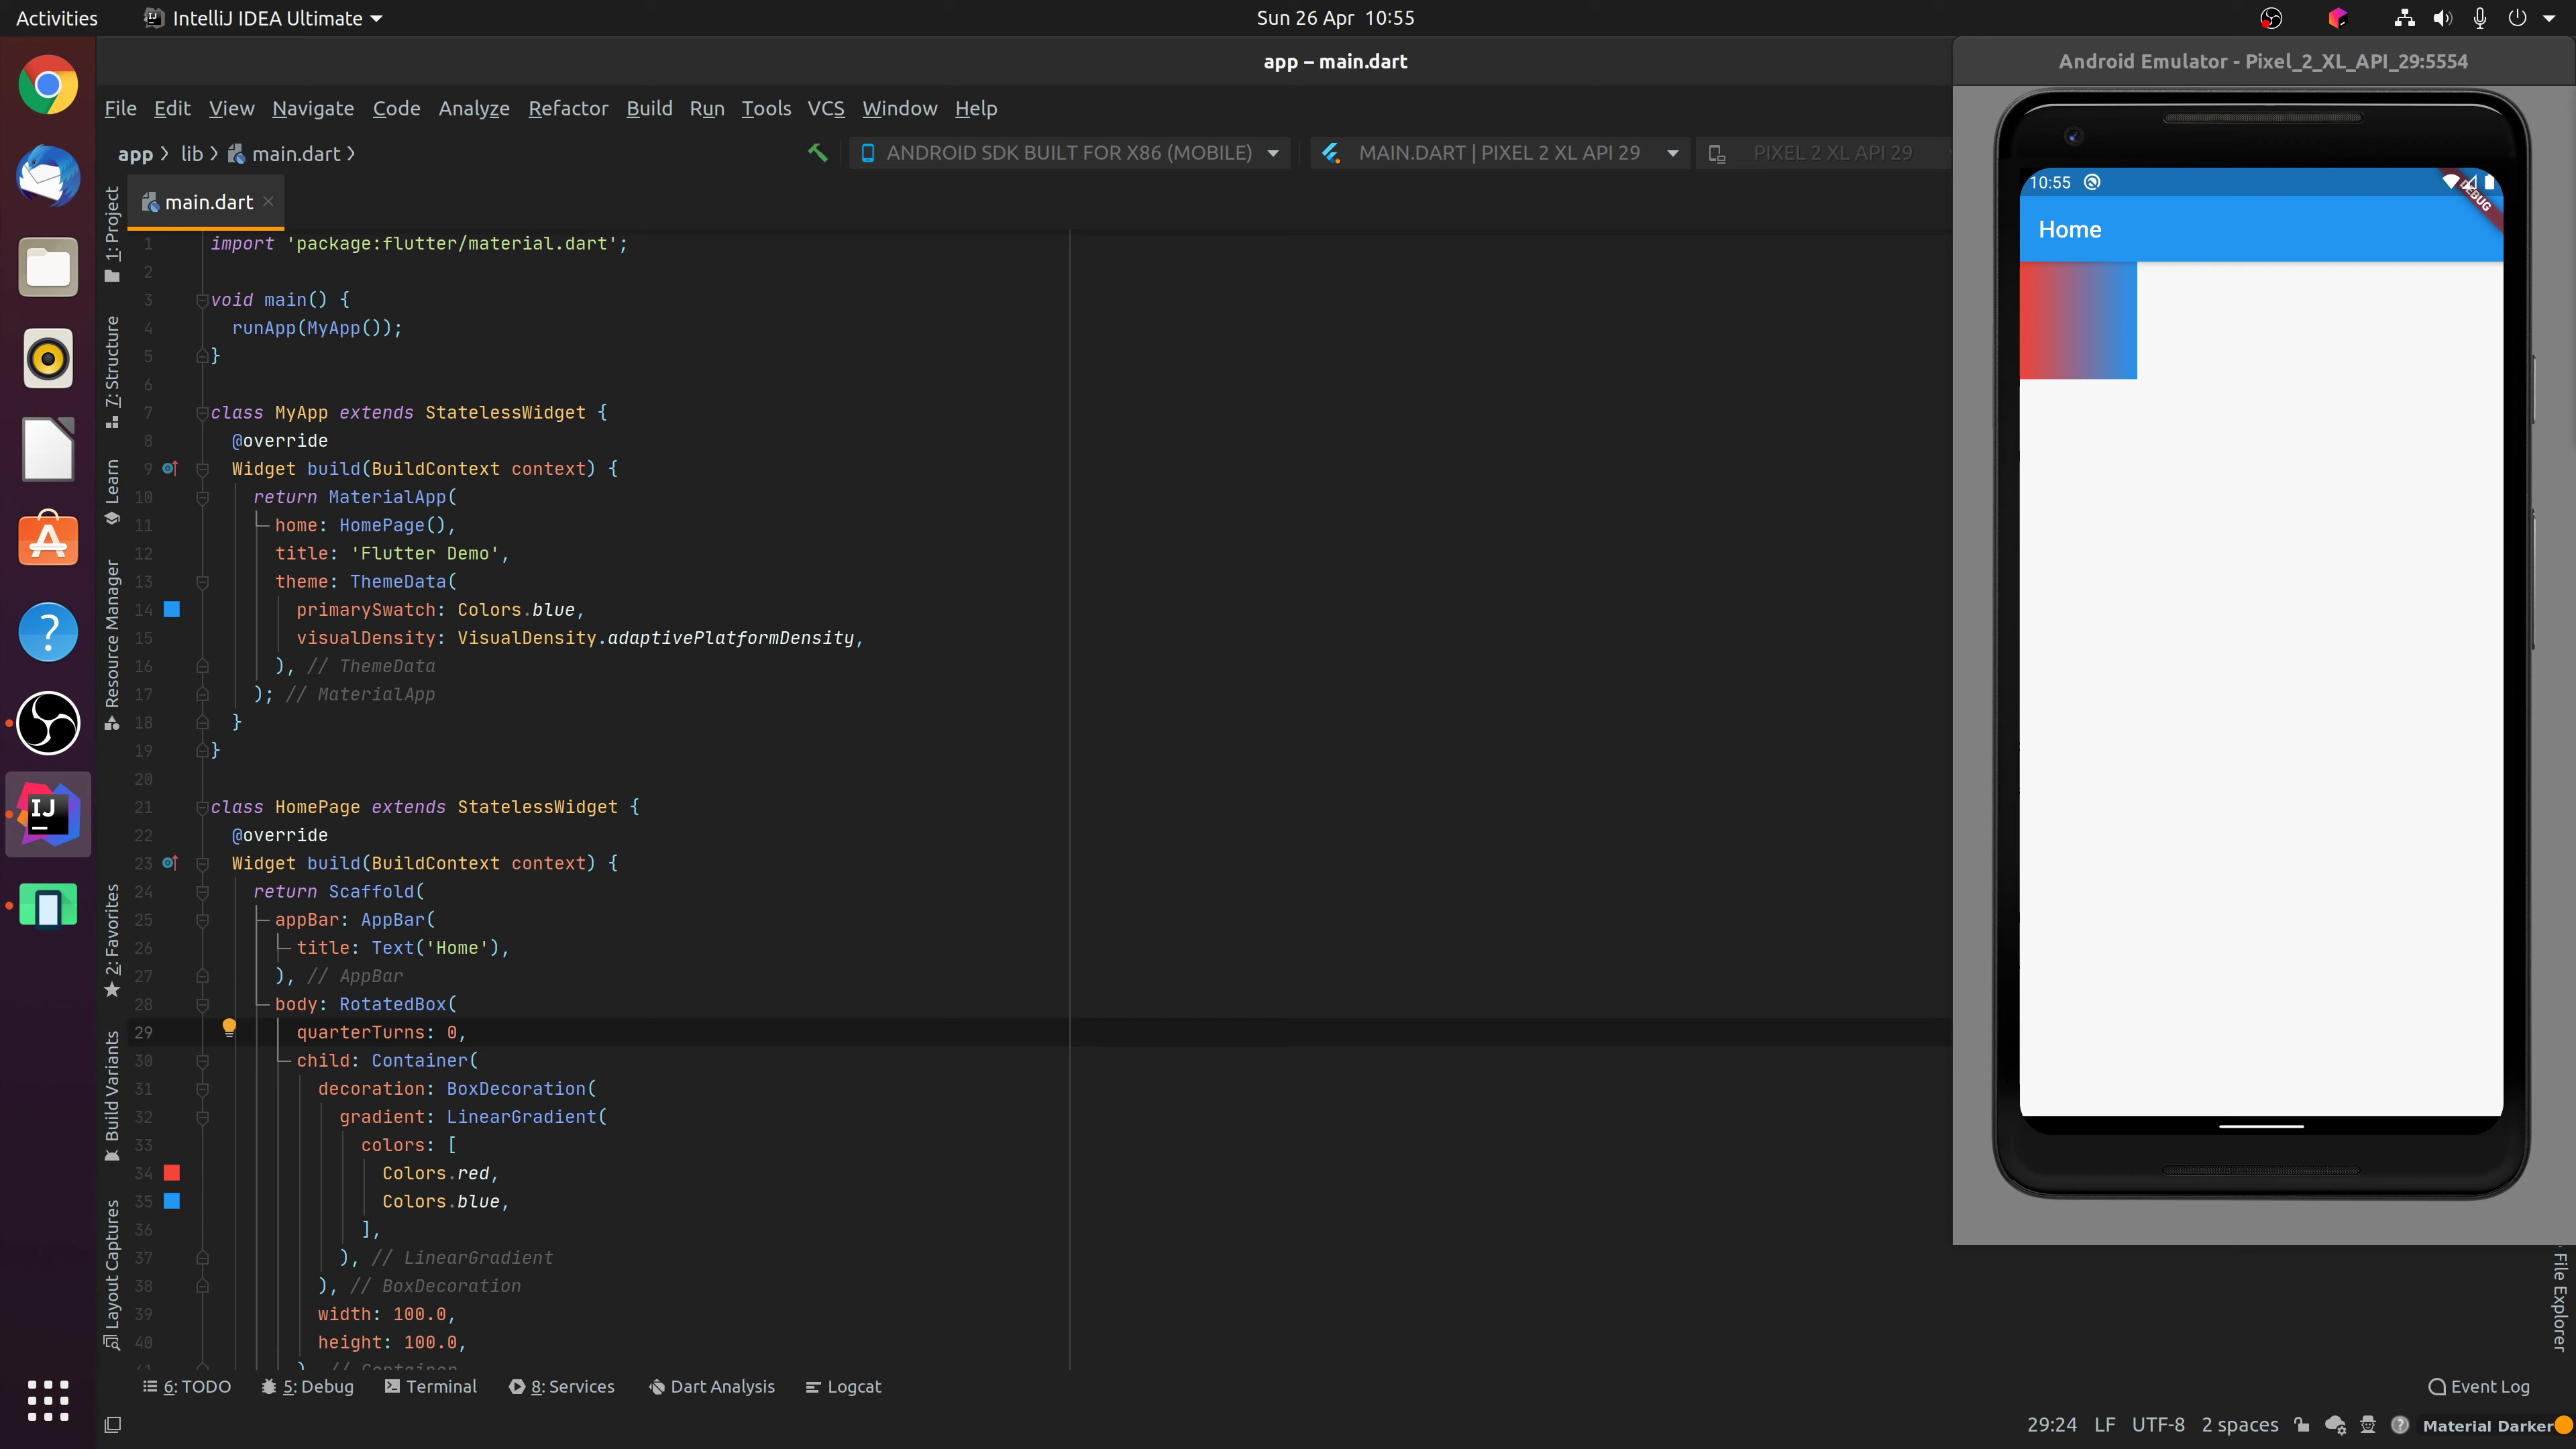 Activities
IntelliJ IDEA Ultimate
Sun 26 Apr 10:55
app – main.dart
Android Emulator - Pixel_2_XL_API_29:5554
File Edit View Navigate Code Analyze Refactor Build Run Tools VCS Window Help
app lib main.dart
ANDROID SDK BUILT FOR X86 (MOBILE)
MAIN.DART | PIXEL 2 XL API 29
PIXEL 2 XL API 29
main.dart
1: Project
7: Structure
Learn
Resource Manager
2: Favorites
Build Variants
Layout Captures
1 import 'package:flutter/material.dart';
2
3 void main() {
4 runApp(MyApp());
5 }
6
7 class MyApp extends StatelessWidget {
8 @override
9 Widget build(BuildContext context) {
10 return MaterialApp(
11 home: HomePage(),
12 title: 'Flutter Demo',
13 theme: ThemeData(
14 primarySwatch: Colors.blue,
15 visualDensity: VisualDensity.adaptivePlatformDensity,
16 ), // ThemeData
17 ); // MaterialApp
18 }
19 }
20
21 class HomePage extends StatelessWidget {
22 @override
23 Widget build(BuildContext context) {
24 return Scaffold(
25 appBar: AppBar(
26 title: Text('Home'),
27 ), // AppBar
28 body: RotatedBox(
29 quarterTurns: 0,
30 child: Container(
31 decoration: BoxDecoration(
32 gradient: LinearGradient(
33 colors: [
34 Colors.red,
35 Colors.blue,
36 ],
37 ), // LinearGradient
38 ), // BoxDecoration
39 width: 100.0,
40 height: 100.0,
41 ), // Container
10:55
DEBUG
Home
IJ
File Explorer
6: TODO
5: Debug
Terminal
8: Services
Dart Analysis
Logcat
Event Log
29:24 LF UTF-8 2 spaces
Material Darker